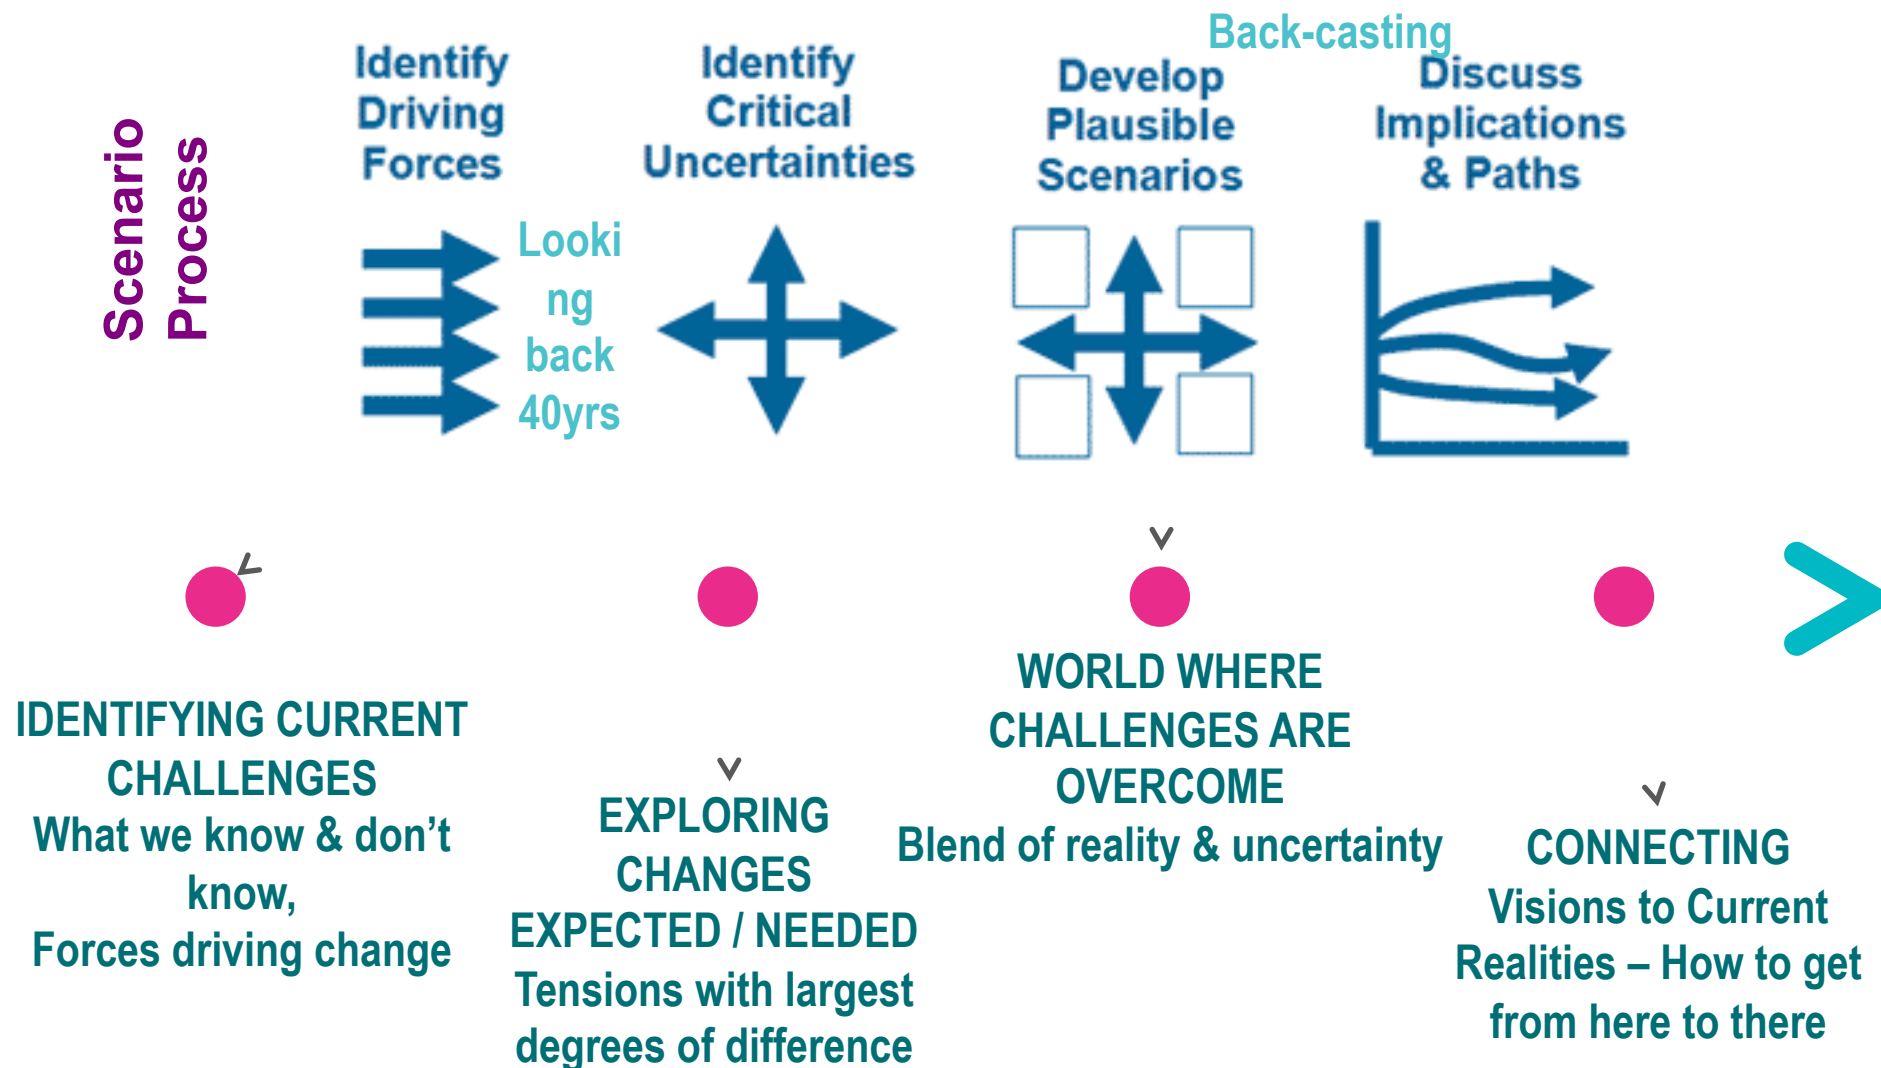 Scenario
Process
Identify
Driving
Forces
Looki
ng
back
40yrs
Identify
Critical
Uncertainties
Back-casting
Develop
Plausible
Scenarios
Discuss
Implications
& Paths
IDENTIFYING CURRENT
CHALLENGES
What we know & don’t
know,
Forces driving change
EXPLORING
CHANGES
EXPECTED / NEEDED
Tensions with largest
degrees of difference
WORLD WHERE
CHALLENGES ARE
OVERCOME
Blend of reality & uncertainty
CONNECTING
Visions to Current
Realities – How to get
from here to there